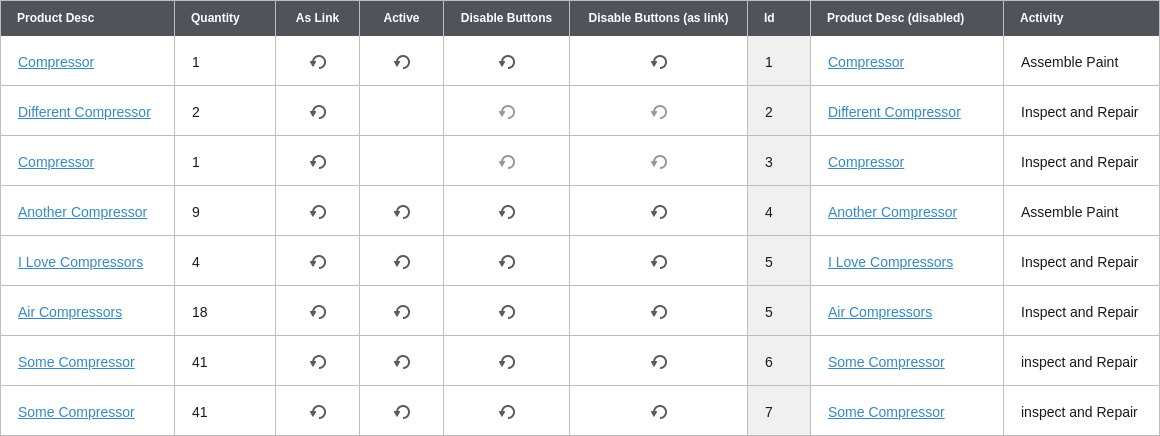 Product Desc Quantity As Link Active Disable Buttons Disable Buttons (as link) Id Product Desc (disabled) Activity
Compressor 1 1 Compressor Assemble Paint
Different Compressor 2 2 Different Compressor Inspect and Repair
Compressor 1 3 Compressor Inspect and Repair
Another Compressor 9 4 Another Compressor Assemble Paint
I Love Compressors 4 5 I Love Compressors Inspect and Repair
Air Compressors 18 5 Air Compressors Inspect and Repair
Some Compressor 41 6 Some Compressor inspect and Repair
Some Compressor 41 7 Some Compressor inspect and Repair